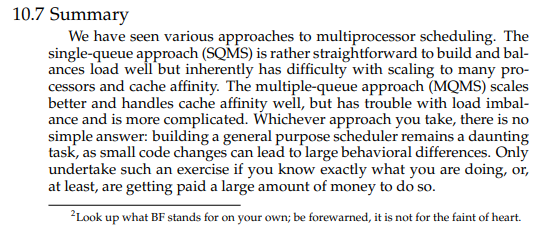 10.7 Summary
We have seen various approaches to multiprocessor scheduling. The
single-queue approach (SQMS) is rather straightforward to build and bal-
ances load well but inherently has difficulty with scaling to many pro-
cessors and cache affinity. The multiple-queue approach (MQMS) scales
better and handles cache affinity well, but has trouble with load imbal-
ance and is more complicated. Whichever approach you take, there is no
simple answer: building a general purpose scheduler remains a daunting
task, as small code changes can lead to large behavioral differences. Only
undertake such an exercise if you know exactly what you are doing, or,
at least, are getting paid a large amount of money to do so.
2Look up what BF stands for on your own; be forewarned, it is not for the faint of heart.